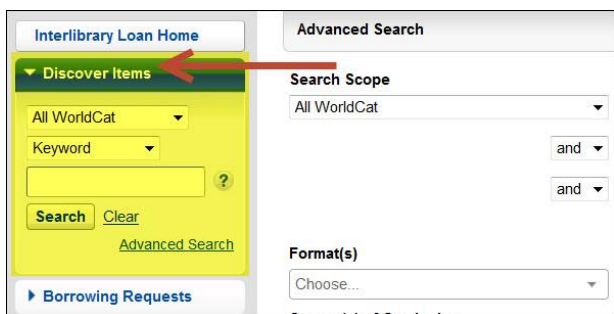 Interlibrary Loan Home
Discover Items
All WorldCat
Keyword
?
Search Clear
Advanced Search
Borrowing Requests
Advanced Search
Search Scope
All WorldCat
and
and
Format(s)
Choose...